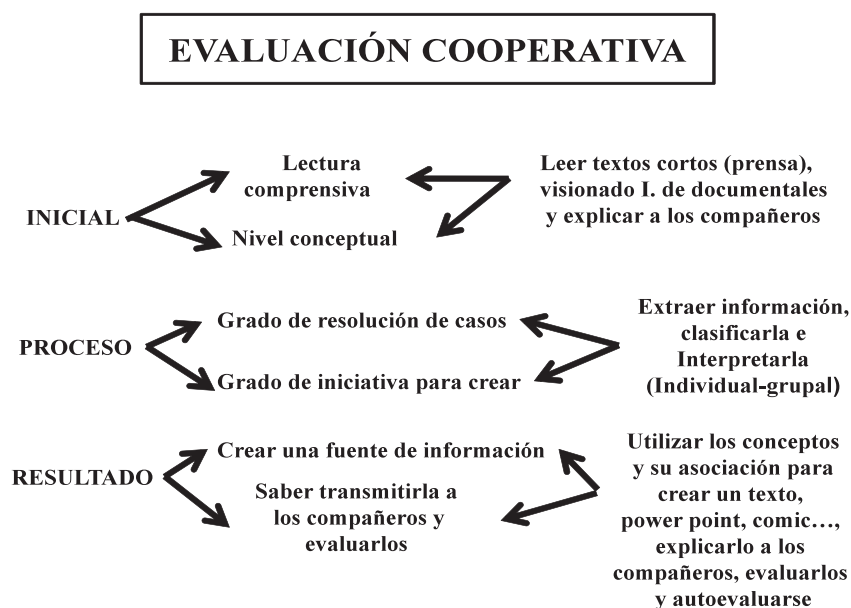 EVALUACIÓN COOPERATIVA
INICIAL
Lectura
comprensiva
Nivel conceptual
Leer textos cortos (prensa),
visionado I. de documentales
y explicar a los compañeros
PROCESO
Grado de resolución de casos
Grado de iniciativa para crear
Extraer información,
clasificarla e
Interpretarla
(Individual-grupal)
RESULTADO
Crear una fuente de información
Saber transmitirla a
los compañeros y
evaluarlos
Utilizar los conceptos
y su asociación para
crear un texto,
power point, comic…,
explicarlo a los
compañeros, evaluarlos
y autoevaluarse